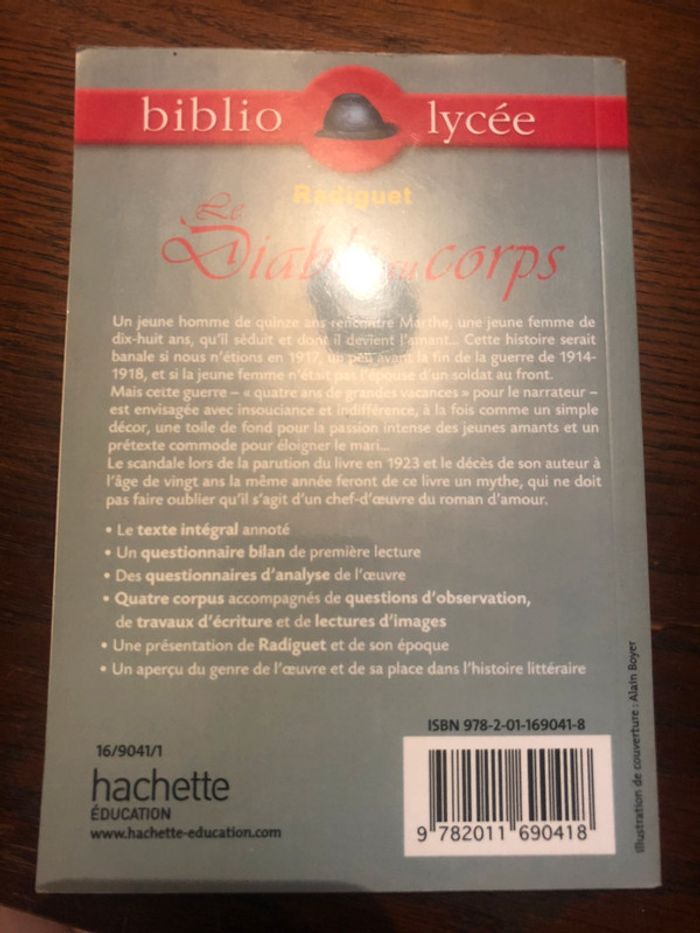 biblio lycée
Radiguet
Le
Diable au corps
Un jeune homme de quinze ans rencontre Marthe, une jeune femme de
dix-huit ans, qu'il séduit et dont il devient l'amant... Cette histoire serait
banale si nous n'étions en 1917, un peu avant la fin de la guerre de 1914-
1918, et si la jeune femme n'était pas l'épouse d'un soldat au front.
Mais cette guerre – « quatre ans de grandes vacances » pour le narrateur –
est envisagée avec insouciance et indifférence, à la fois comme un simple
décor, une toile de fond pour la passion intense des jeunes amants et un
prétexte commode pour éloigner le mari...
Le scandale lors de la parution du livre en 1923 et le décès de son auteur à
l'âge de vingt ans la même année feront de ce livre un mythe, qui ne doit
pas faire oublier qu'il s'agit d'un chef-d'œuvre du roman d'amour.
• Le texte intégral annoté
• Un questionnaire bilan de première lecture
• Des questionnaires d'analyse de l'œuvre
• Quatre corpus accompagnés de questions d'observation,
de travaux d'écriture et de lectures d'images
• Une présentation de Radiguet et de son époque
• Un aperçu du genre de l'œuvre et de sa place dans l'histoire littéraire
ISBN 978-2-01-169041-8
16/9041/1
hachette
ÉDUCATION
www.hachette-education.com
9 782011 690418
Illustration de couverture : Alain Boyer